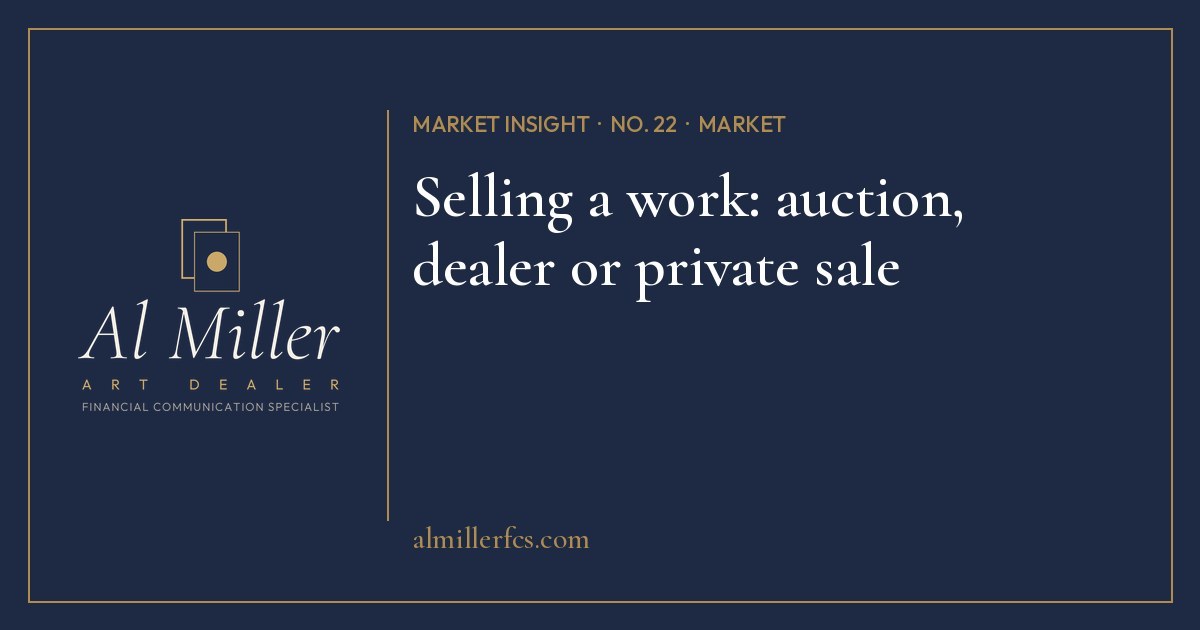 MARKET INSIGHT · NO. 22 · MARKET
Selling a work: auction,
dealer or private sale
Al Miller
ART DEALER
FINANCIAL COMMUNICATION SPECIALIST
almillerfcs.com